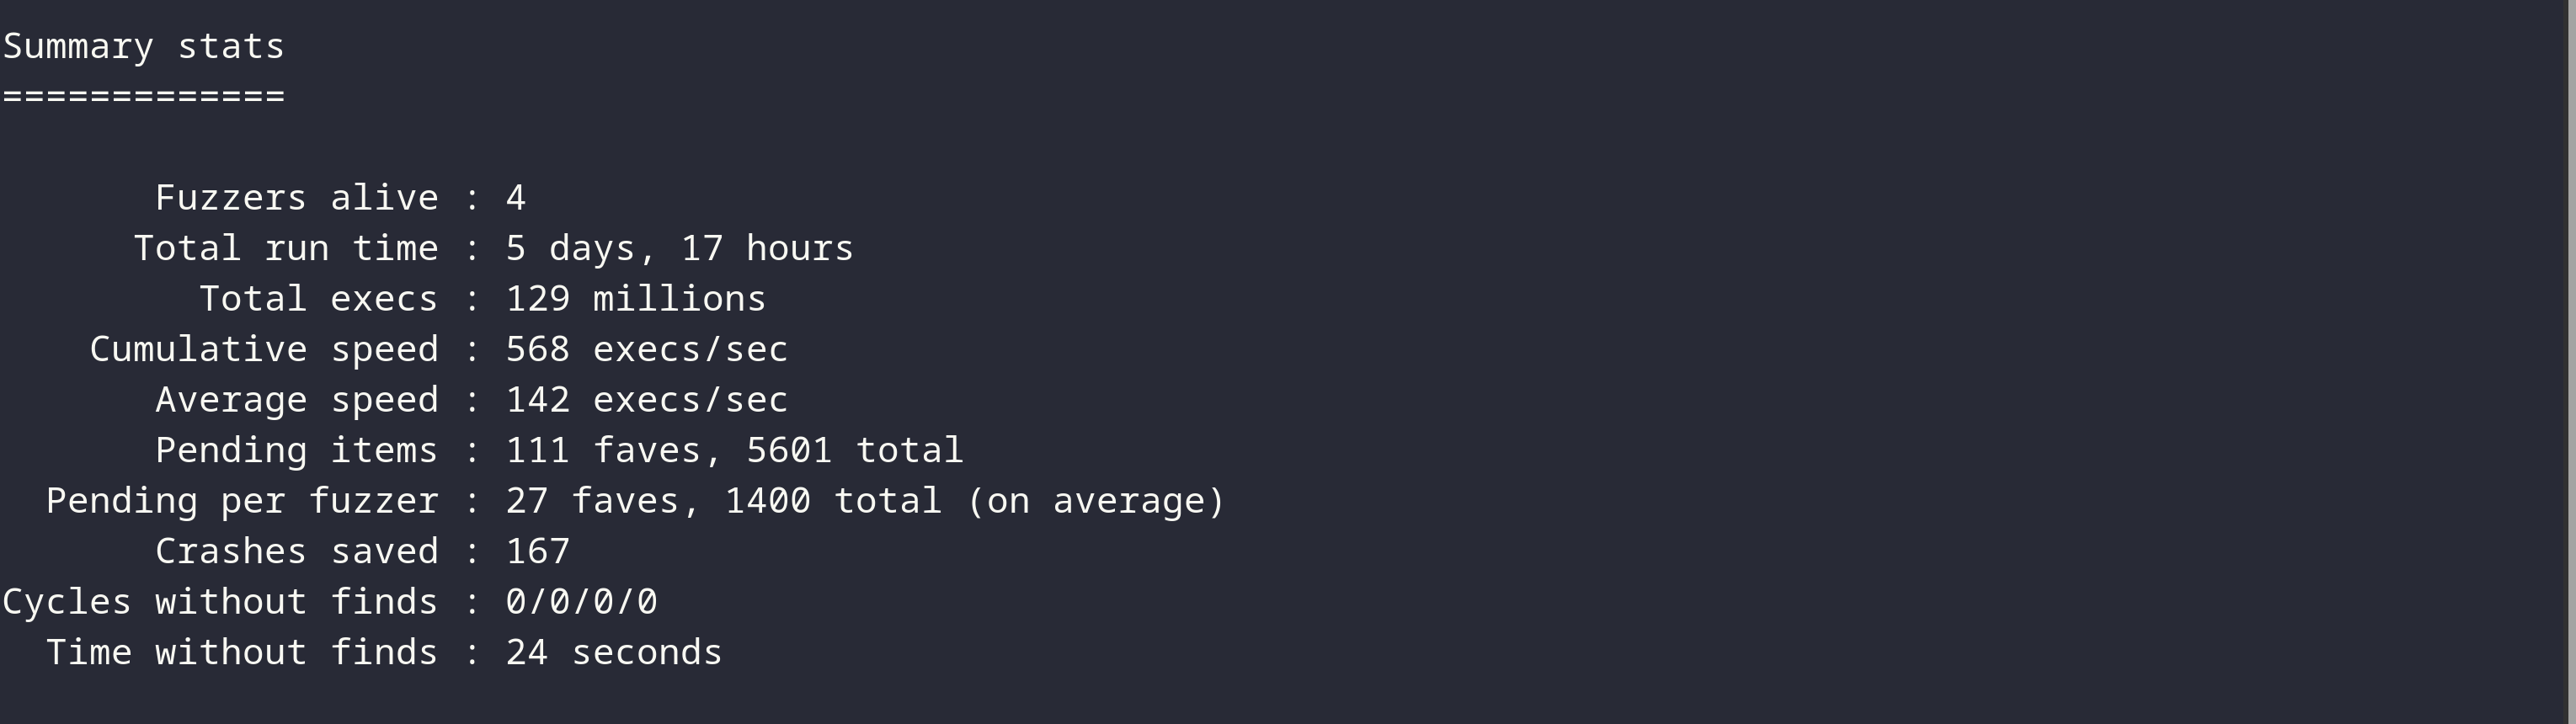 Summary stats
=============
Fuzzers alive : 4
Total run time : 5 days, 17 hours
Total execs : 129 millions
Cumulative speed : 568 execs/sec
Average speed : 142 execs/sec
Pending items : 111 faves, 5601 total
Pending per fuzzer : 27 faves, 1400 total (on average)
Crashes saved : 167
Cycles without finds : 0/0/0/0
Time without finds : 24 seconds